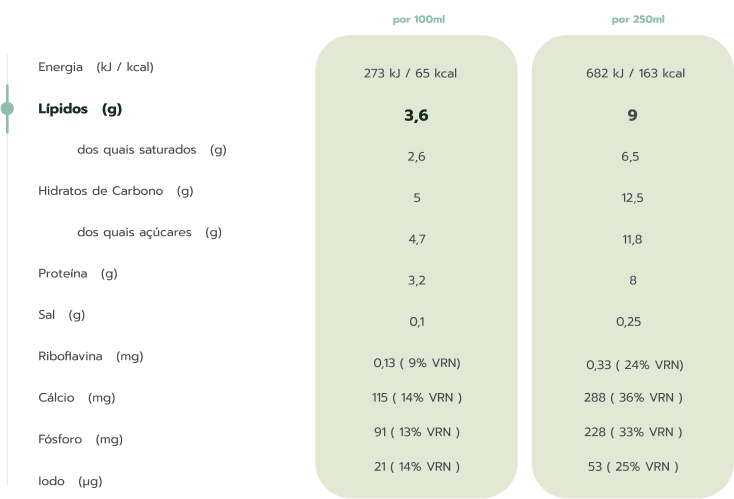 por 100ml por 250ml
Energia (kJ / kcal) 273 kJ / 65 kcal 682 kJ / 163 kcal
Lípidos (g) 3,6 9
dos quais saturados (g) 2,6 6,5
Hidratos de Carbono (g) 5 12,5
dos quais açúcares (g) 4,7 11,8
Proteína (g) 3,2 8
Sal (g) 0,1 0,25
Riboflavina (mg) 0,13 ( 9% VRN) 0,33 ( 24% VRN)
Cálcio (mg) 115 ( 14% VRN ) 288 ( 36% VRN )
Fósforo (mg) 91 ( 13% VRN ) 228 ( 33% VRN )
Iodo (µg) 21 ( 14% VRN ) 53 ( 25% VRN )